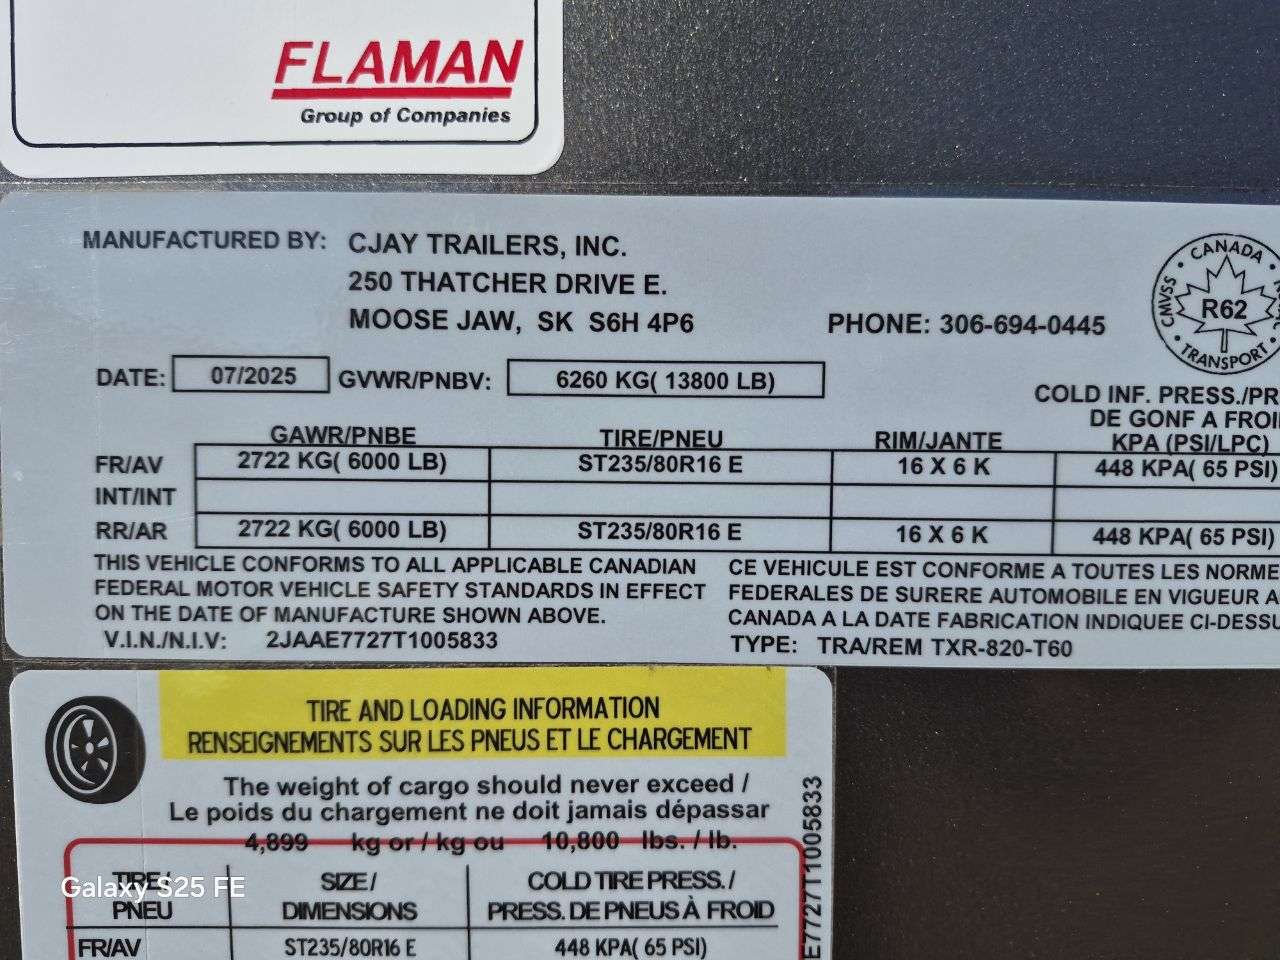 FLAMAN
Group of Companies
MANUFACTURED BY: CJAY TRAILERS, INC.
250 THATCHER DRIVE E.
MOOSE JAW, SK S6H 4P6
PHONE: 306-694-0445
CANADA
CMVSS
R62
TRANSPORT
DATE: 07/2025 GVWR/PNBV: 6260 KG( 13800 LB)
COLD INF. PRESS./PR
DE GONF A FROI
GAWR/PNBE TIRE/PNEU RIM/JANTE KPA (PSI/LPC)
FR/AV 2722 KG( 6000 LB) ST235/80R16 E 16 X 6 K 448 KPA( 65 PSI)
INT/INT
RR/AR 2722 KG( 6000 LB) ST235/80R16 E 16 X 6 K 448 KPA( 65 PSI)
THIS VEHICLE CONFORMS TO ALL APPLICABLE CANADIAN
FEDERAL MOTOR VEHICLE SAFETY STANDARDS IN EFFECT
ON THE DATE OF MANUFACTURE SHOWN ABOVE.
CE VEHICULE EST CONFORME A TOUTES LES NORME
FEDERALES DE SURERE AUTOMOBILE EN VIGUEUR A
CANADA A LA DATE FABRICATION INDIQUEE CI-DESSU
V.I.N./N.I.V: 2JAAE7727T1005833
TYPE: TRA/REM TXR-820-T60
TIRE AND LOADING INFORMATION
RENSEIGNEMENTS SUR LES PNEUS ET LE CHARGEMENT
The weight of cargo should never exceed /
Le poids du chargement ne doit jamais dépassar
4,899 kg or / kg ou 10,800 lbs. / lb.
TIRE/ SIZE / COLD TIRE PRESS. /
PNEU DIMENSIONS PRESS. DE PNEUS À FROID
FR/AV ST235/80R16 E 448 KPA( 65 PSI)
E7727T1005833
Galaxy S25 FE